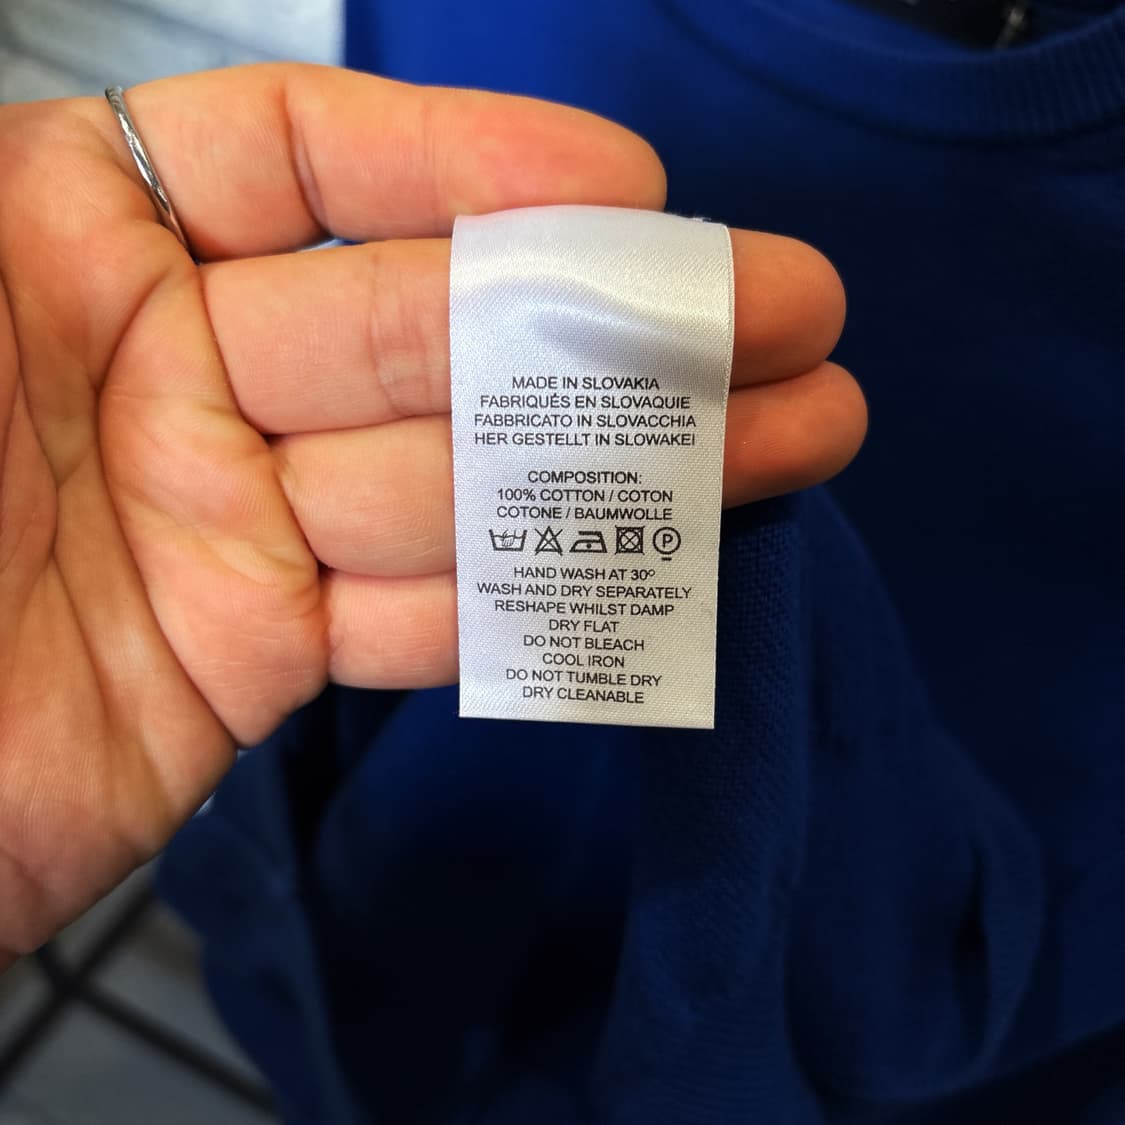 MADE IN SLOVAKIA
FABRIQUÉS EN SLOVAQUIE
FABBRICATO IN SLOVACCHIA
HER GESTELLT IN SLOWAKEI
COMPOSITION:
100% COTTON / COTON
COTONE / BAUMWOLLE
P
HAND WASH AT 30º
WASH AND DRY SEPARATELY
RESHAPE WHILST DAMP
DRY FLAT
DO NOT BLEACH
COOL IRON
DO NOT TUMBLE DRY
DRY CLEANABLE